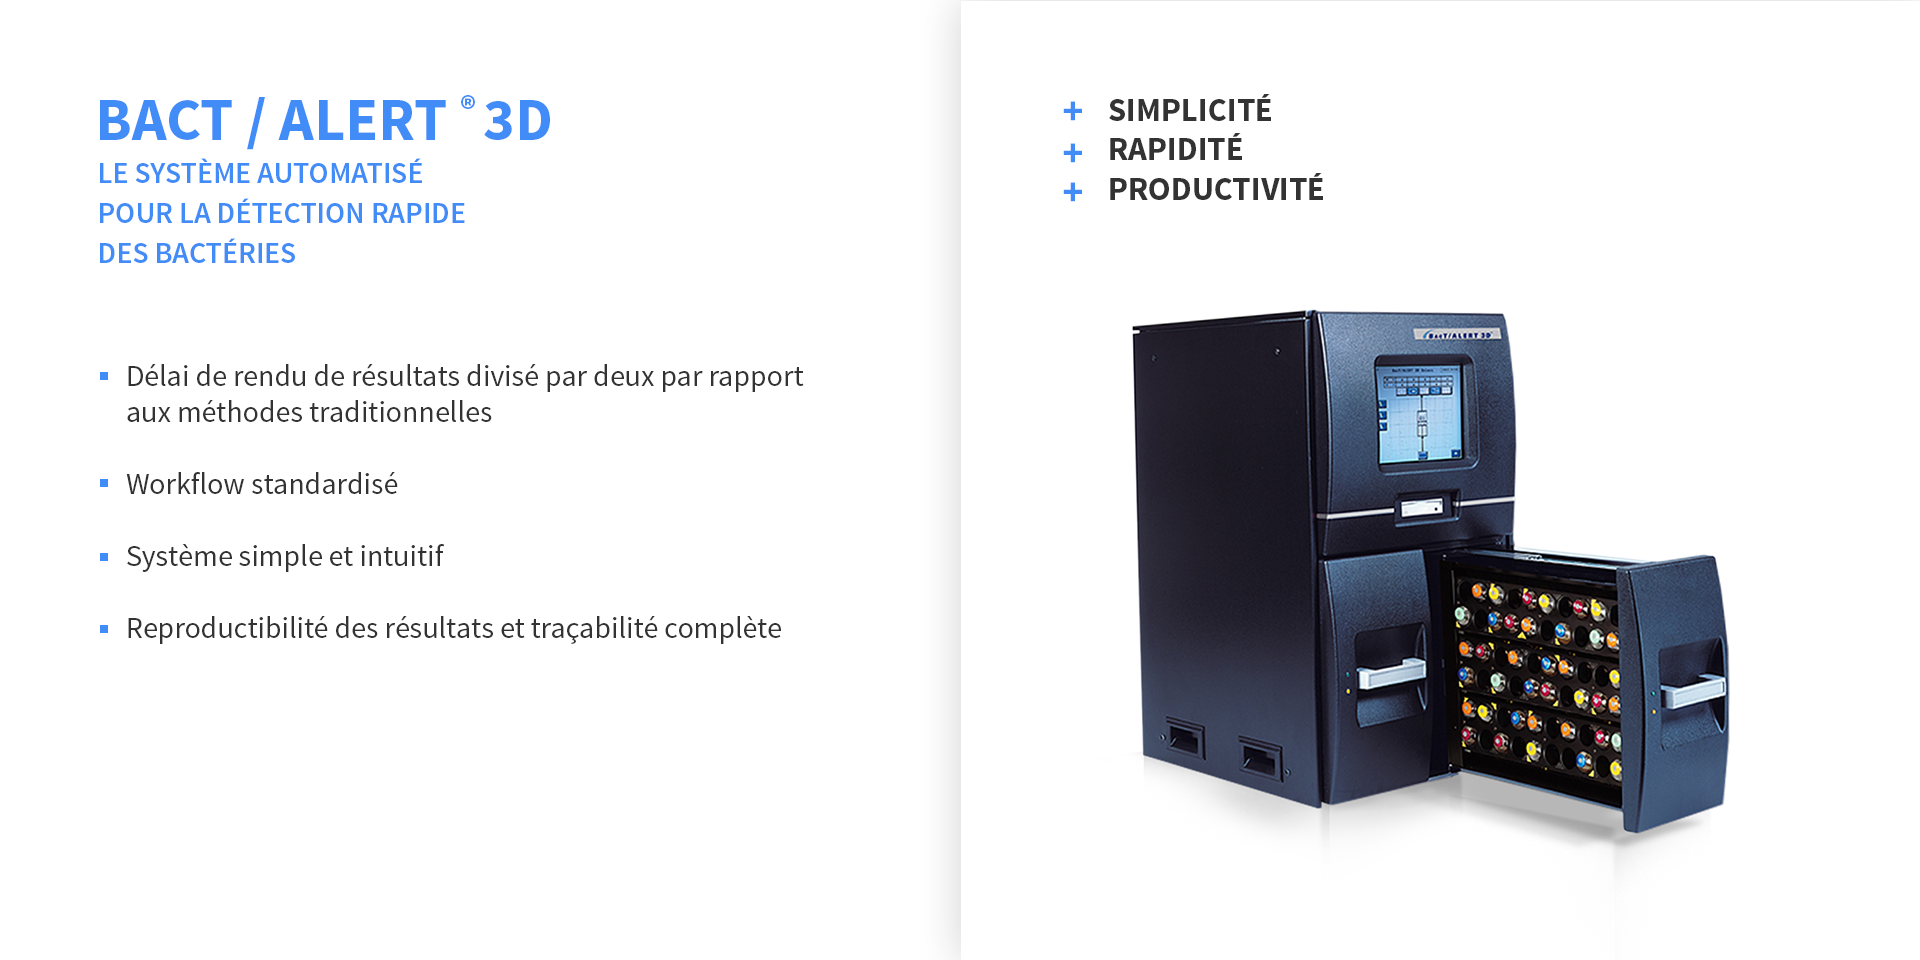 BACT / ALERT ® 3D
LE SYSTÈME AUTOMATISÉ
POUR LA DÉTECTION RAPIDE
DES BACTÉRIES
▪ Délai de rendu de résultats divisé par deux par rapport
aux méthodes traditionnelles
▪ Workflow standardisé
▪ Système simple et intuitif
▪ Reproductibilité des résultats et traçabilité complète
+ SIMPLICITÉ
+ RAPIDITÉ
+ PRODUCTIVITÉ
BacT/ALERT 3D